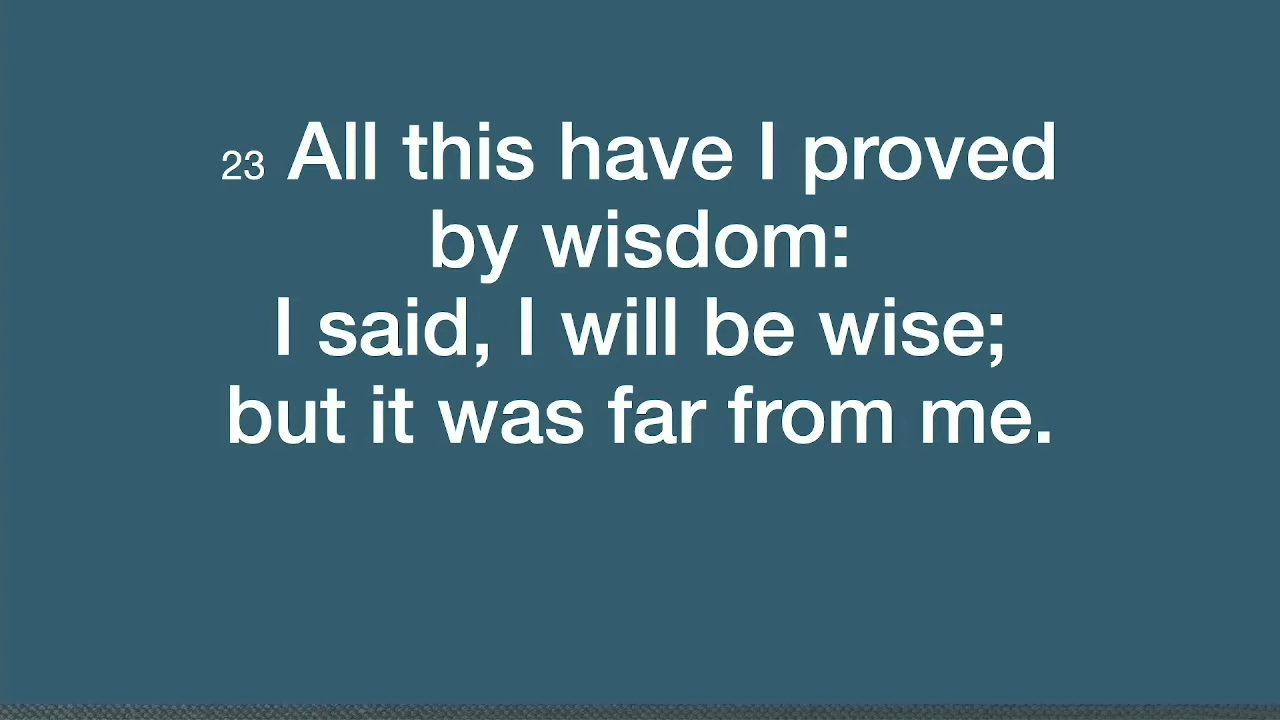 23 All this have I proved
by wisdom:
I said, I will be wise;
but it was far from me.